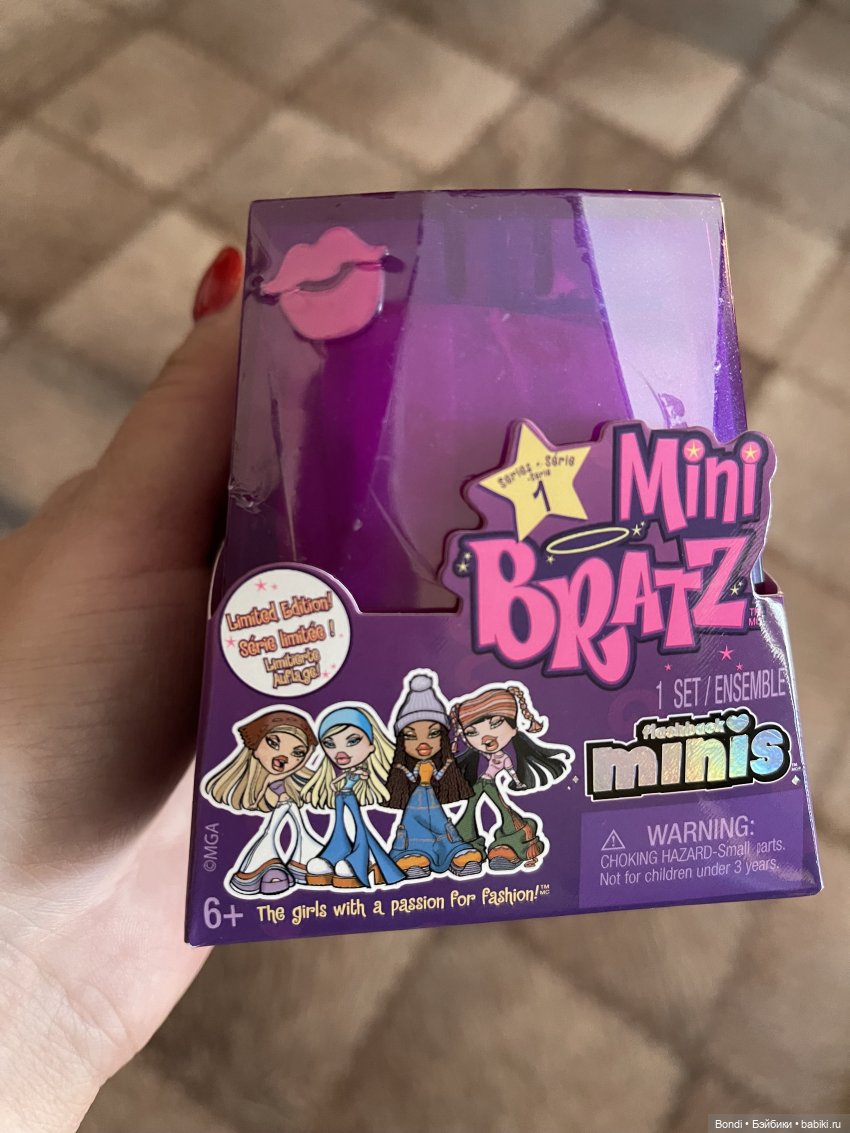 Series • Série
•Serie
1
Mini
BRATZ
TM
MC
Limited Edition!
Série limitée !
Limitierte
Auflage!
1 SET / ENSEMBLE
flashback
minis
TM
MC
WARNING:
CHOKING HAZARD-Small parts.
Not for children under 3 years.
©MGA
6+ The girls with a passion for fashion!
TM
MC
Bondi • Бэйбики • babiki.ru